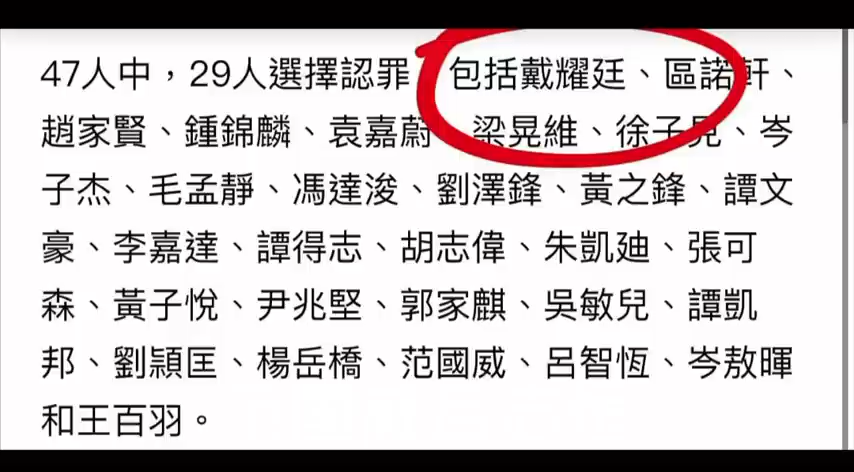 47人中，29人選擇認罪 包括戴耀廷、區諾軒、
趙家賢、鍾錦麟、袁嘉蔚 梁晃維、徐子見、岑
子杰、毛孟靜、馮達浚、劉澤鋒、黃之鋒、譚文
豪、李嘉達、譚得志、胡志偉、朱凱廸、張可
森、黃子悅、尹兆堅、郭家麒、吳敏兒、譚凱
邦、劉頴匡、楊岳橋、范國威、呂智恆、岑敖暉
和王百羽。